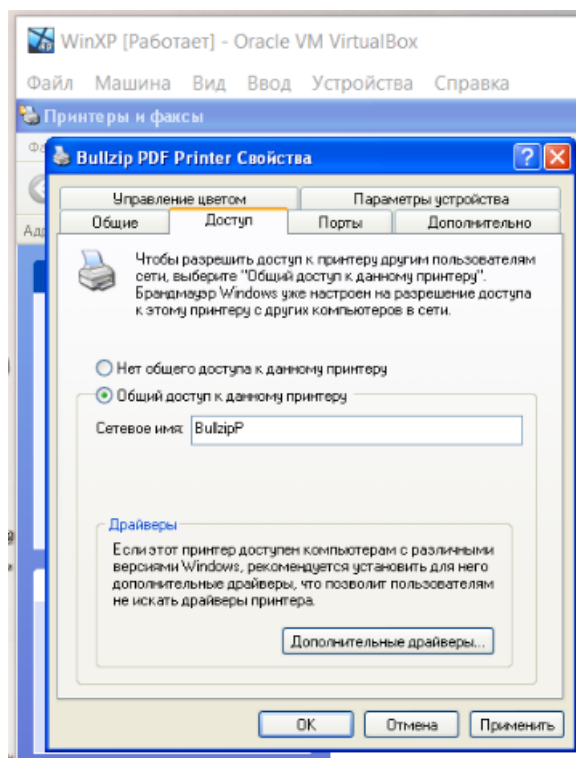 WinXP [Работает] - Oracle VM VirtualBox
Файл Машина Вид Ввод Устройства Справка
Принтеры и факсы
Bullzip PDF Printer Свойства
Управление цветом Параметры устройства
Общие Доступ Порты Дополнительно
Чтобы разрешить доступ к принтеру другим пользователям
сети, выберите "Общий доступ к данному принтеру".
Брандмауэр Windows уже настроен на разрешение доступа
к этому принтеру с других компьютеров в сети.
Нет общего доступа к данному принтеру
Общий доступ к данному принтеру
Сетевое имя: BullzipP
Драйверы
Если этот принтер доступен компьютерам с различными
версиями Windows, рекомендуется установить для него
дополнительные драйверы, что позволит пользователям
не искать драйверы принтера.
Дополнительные драйверы...
OK Отмена Применить